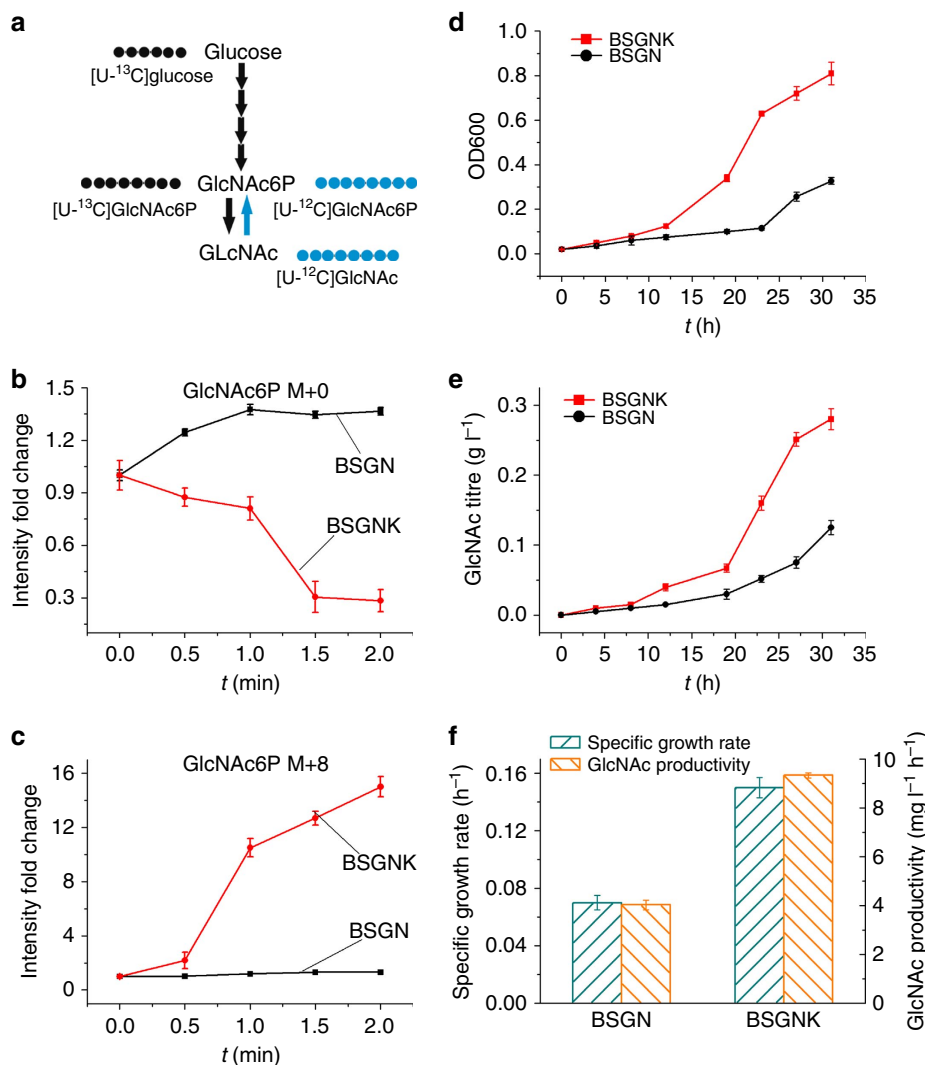 a
Glucose
[U-¹³C]glucose
GlcNAc6P
[U-¹³C]GlcNAc6P
[U-¹²C]GlcNAc6P
GLcNAc
[U-¹²C]GlcNAc
b
GlcNAc6P M+0
1.5
1.2
0.9
0.6
0.3
Intensity fold change
BSGN
BSGNK
0.0 0.5 1.0 1.5 2.0
t (min)
c
GlcNAc6P M+8
16
12
8
4
0
Intensity fold change
BSGNK
BSGN
0.0 0.5 1.0 1.5 2.0
t (min)
d
BSGNK
BSGN
1.0
0.8
0.6
0.4
0.2
0.0
OD600
0 5 10 15 20 25 30 35
t (h)
e
BSGNK
BSGN
0.3
0.2
0.1
0.0
GlcNAc titre (g l⁻¹)
0 5 10 15 20 25 30 35
t (h)
f
Specific growth rate
GlcNAc productivity
0.16
0.12
0.08
0.04
0.00
Specific growth rate (h⁻¹)
10
8
6
4
2
0
GlcNAc productivity (mg l⁻¹ h⁻¹)
BSGN BSGNK